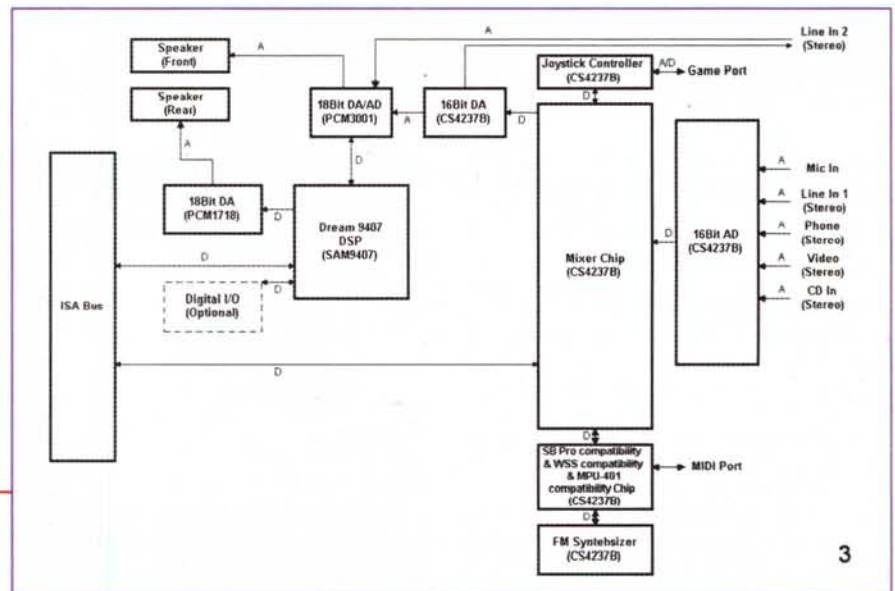 Speaker
(Front)
A
A
Line In 2
(Stereo)
Joystick Controller
(CS4237B)
A/D
Game Port
Speaker
(Rear)
18Bit DA/AD
(PCM3001)
A
16Bit DA
(CS4237B)
D
D
A
D
18Bit DA
(PCM1718)
D
Dream 9407
DSP
(SAM9407)
Mixer Chip
(CS4237B)
D
16Bit AD
(CS4237B)
A
Mic In
A
Line In 1
(Stereo)
A
Phone
(Stereo)
A
Video
(Stereo)
A
CD In
(Stereo)
ISA Bus
D
Digital I/O
(Optional)
D
D
D
SB Pro compatibility
& WSS compatibility
& MPU-401
compatibility Chip
(CS4237B)
MIDI Port
D
FM Syntehsizer
(CS4237B)
3